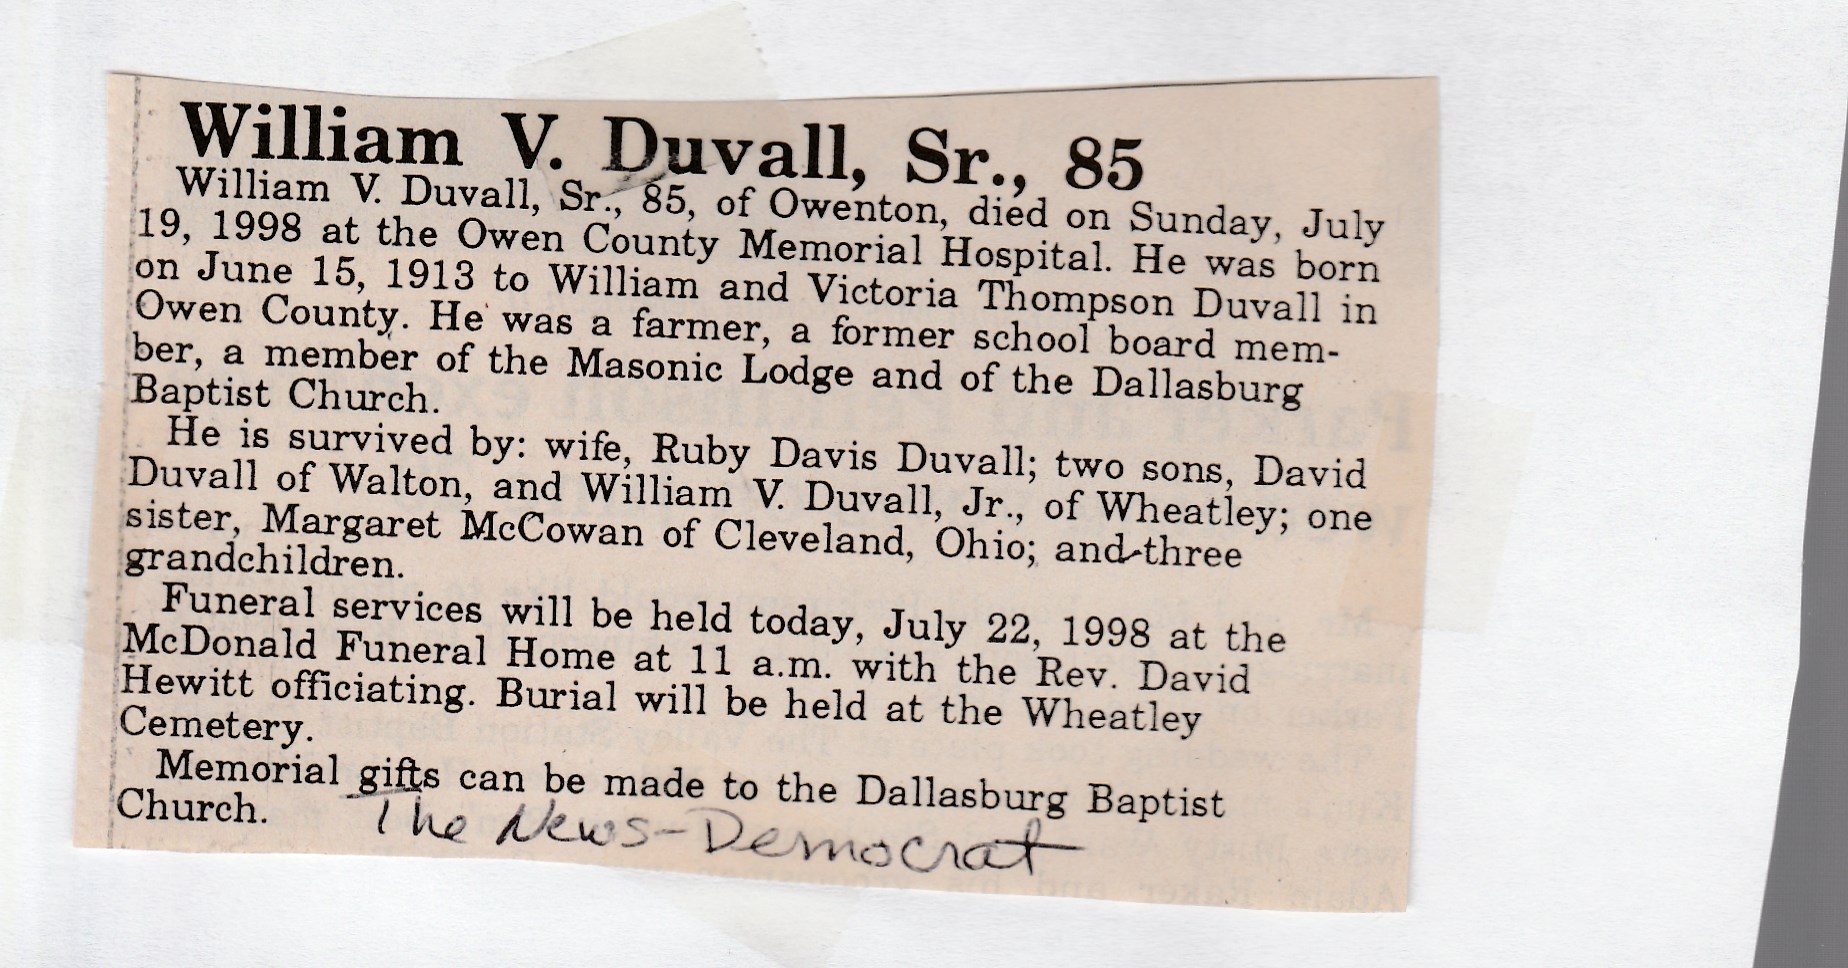 William V. Duvall, Sr., 85
William V. Duvall, Sr., 85, of Owenton, died on Sunday, July
19, 1998 at the Owen County Memorial Hospital. He was born
on June 15, 1913 to William and Victoria Thompson Duvall in
Owen County. He was a farmer, a former school board mem-
ber, a member of the Masonic Lodge and of the Dallasburg
Baptist Church.
He is survived by: wife, Ruby Davis Duvall; two sons, David
Duvall of Walton, and William V. Duvall, Jr., of Wheatley; one
sister, Margaret McCowan of Cleveland, Ohio; and three
grandchildren.
Funeral services will be held today, July 22, 1998 at the
McDonald Funeral Home at 11 a.m. with the Rev. David
Hewitt officiating. Burial will be held at the Wheatley
Cemetery.
Memorial gifts can be made to the Dallasburg Baptist
Church.
The News-Democrat